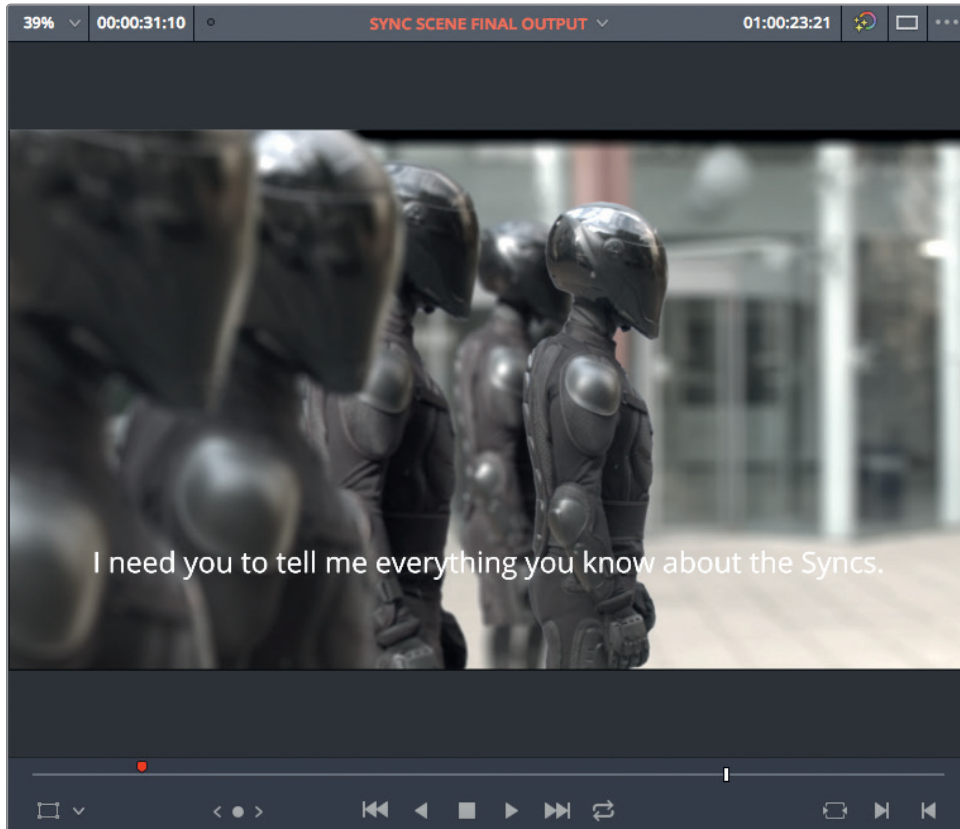 39%
00:00:31:10
SYNC SCENE FINAL OUTPUT
01:00:23:21
I need you to tell me everything you know about the Syncs.